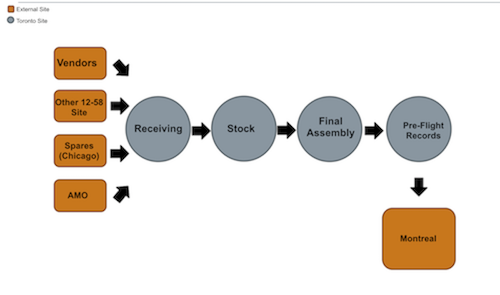 External Site
Toronto Site
Vendors
Other 12-58
Site
Spares
(Chicago)
AMO
Receiving
Stock
Final
Assembly
Pre-Flight
Records
Montreal